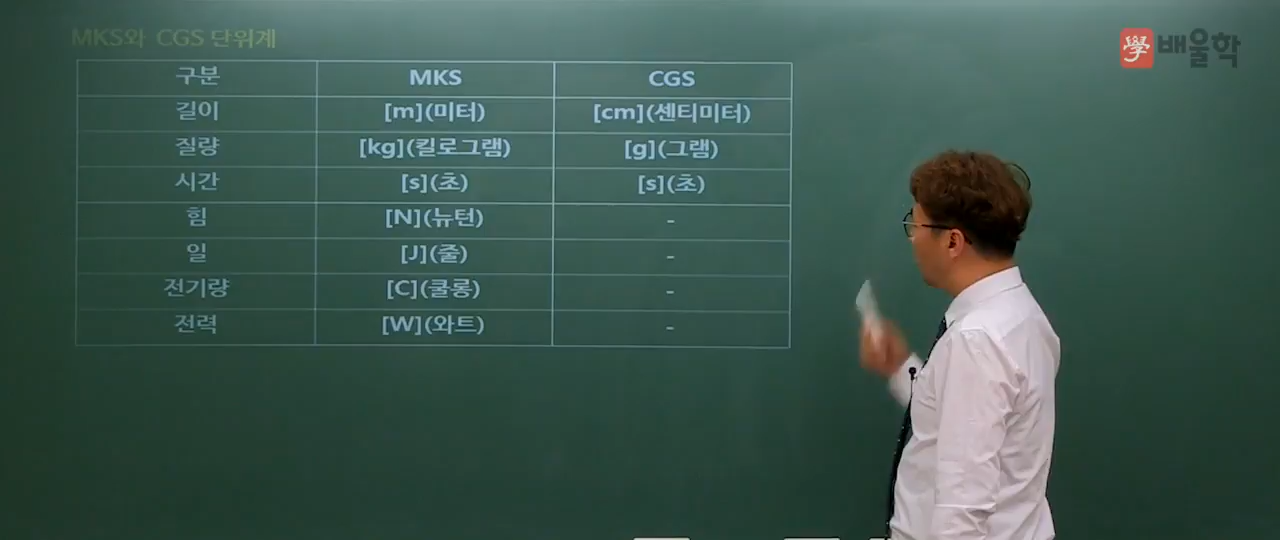 MKS와 CGS 단위계
學 배울학
구분 MKS CGS
길이 [m](미터) [cm](센티미터)
질량 [kg](킬로그램) [g](그램)
시간 [s](초) [s](초)
힘 [N](뉴턴) -
일 [J](줄) -
전기량 [C](쿨롱) -
전력 [W](와트) -